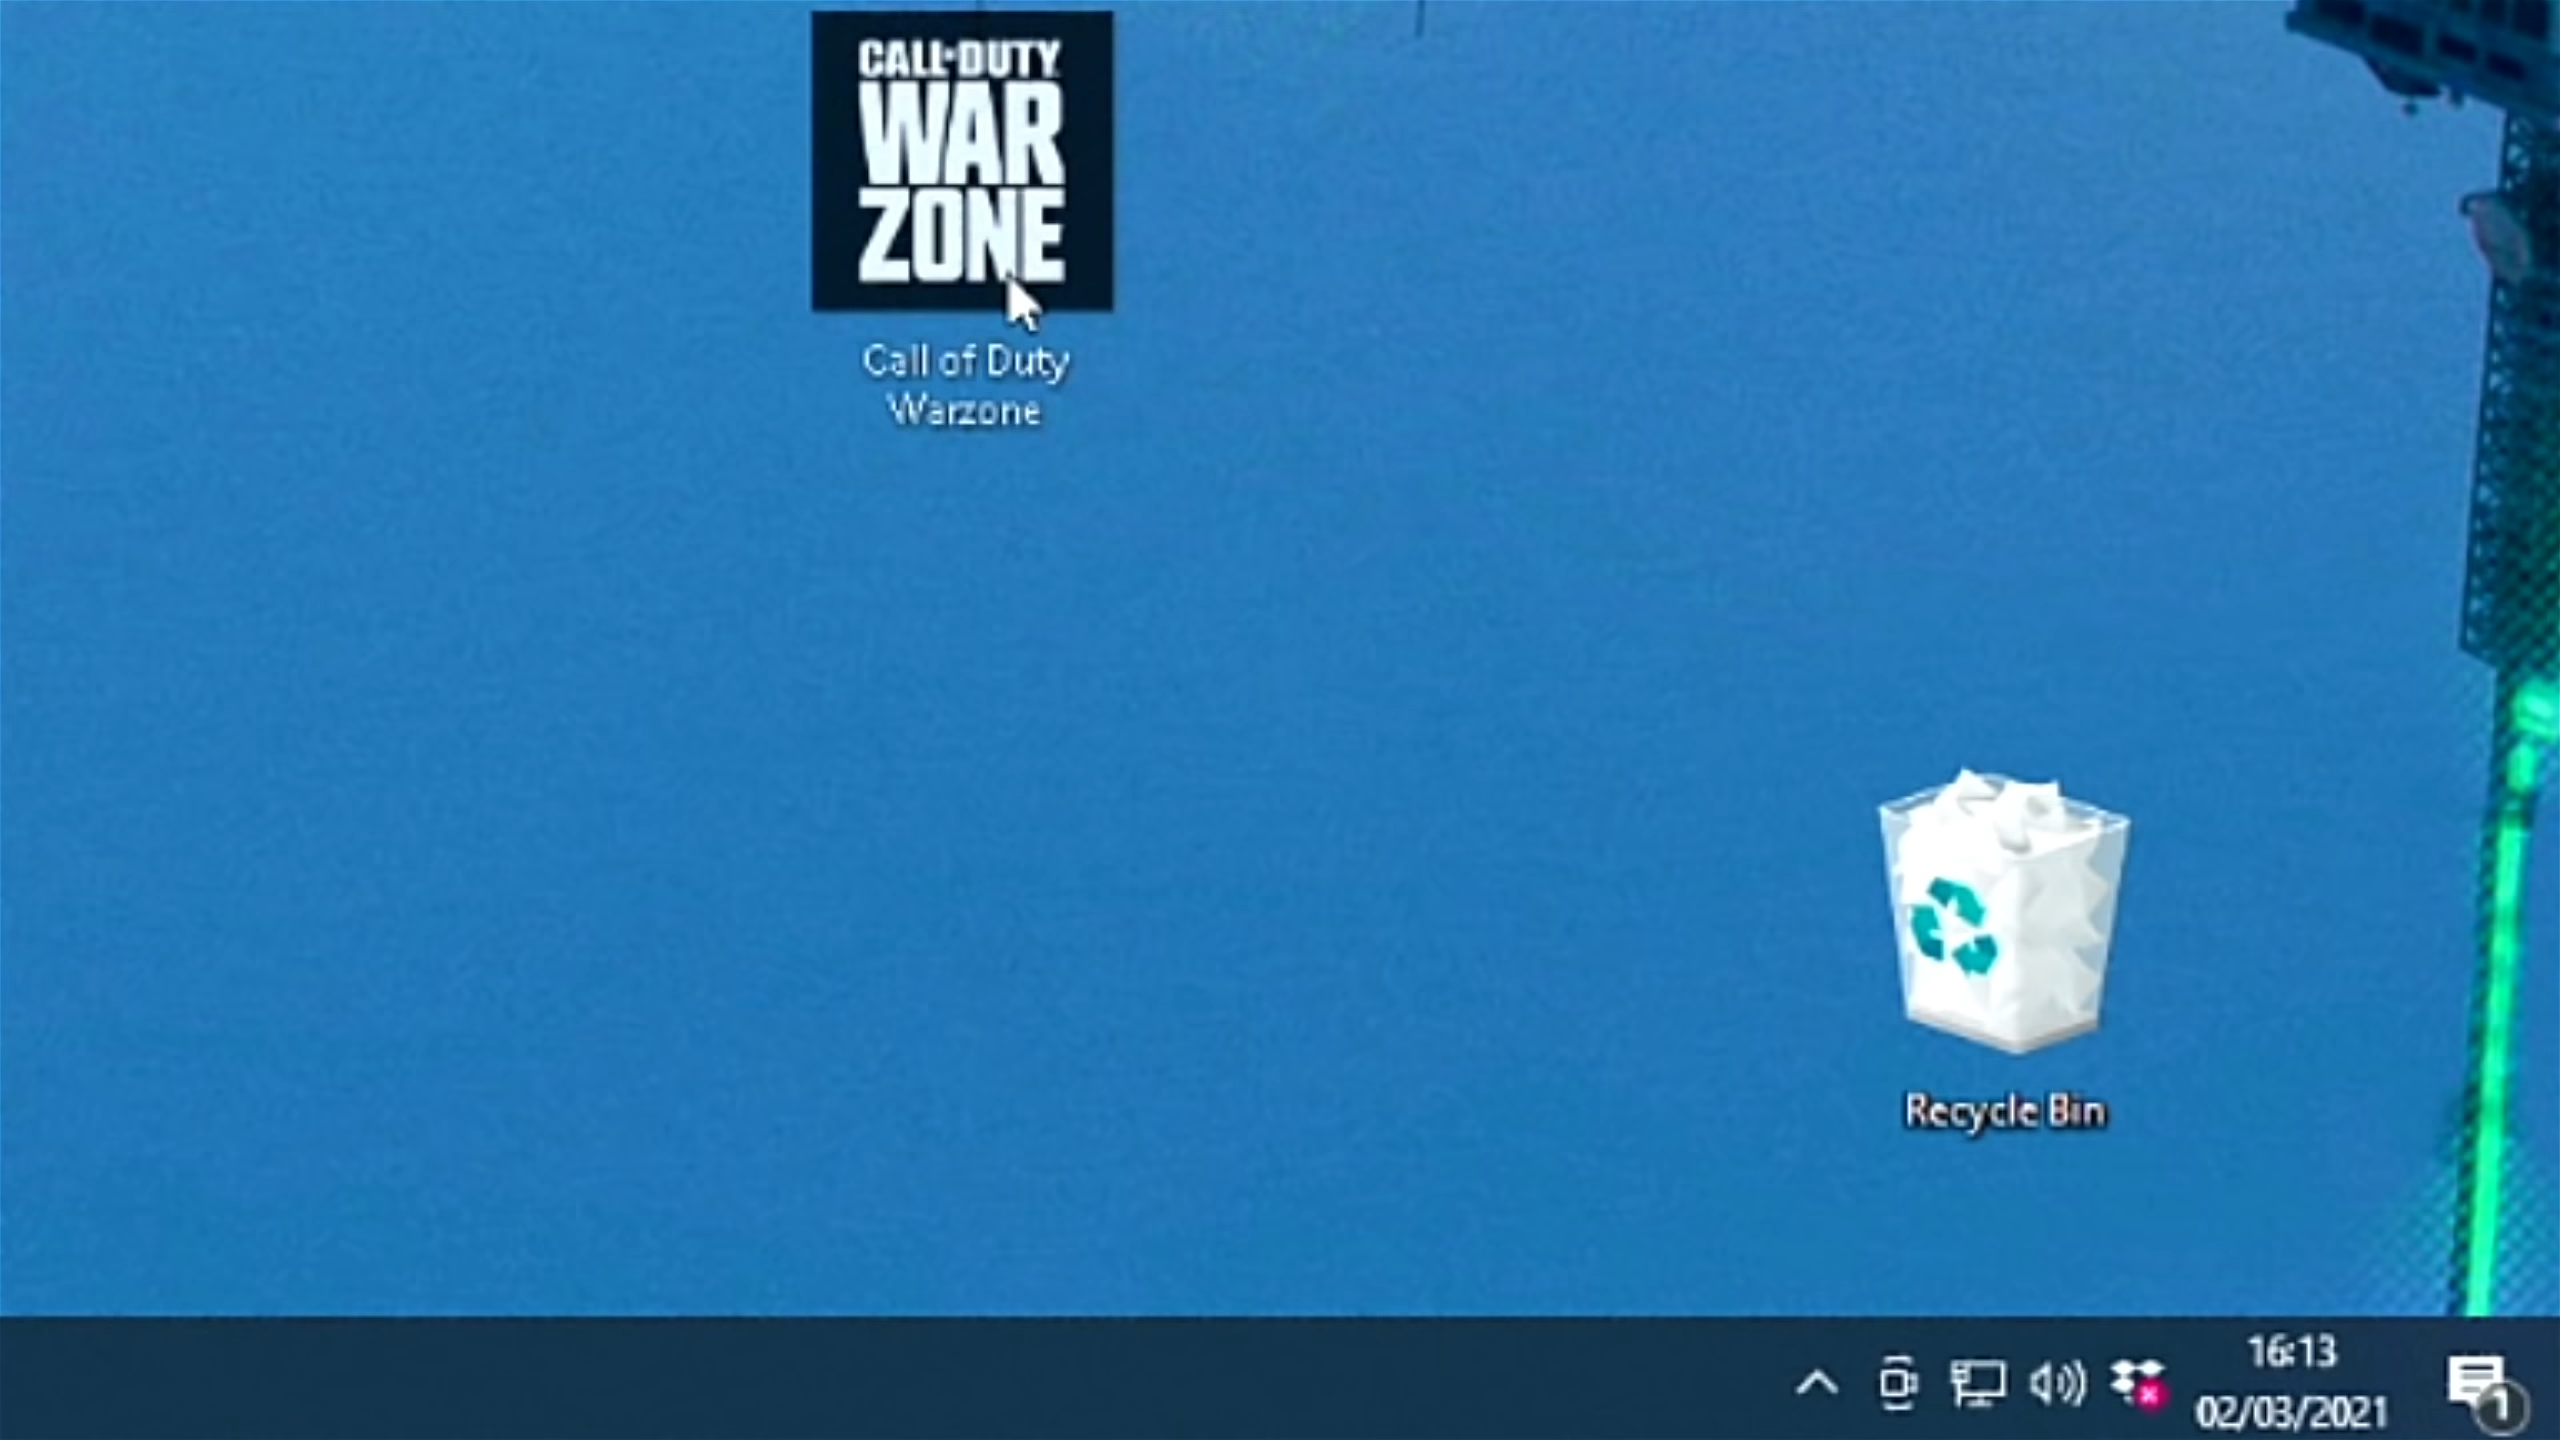 CALL OF DUTY
WAR
ZONE
Call of Duty
Warzone
Recycle Bin
16:13
02/03/2021
1